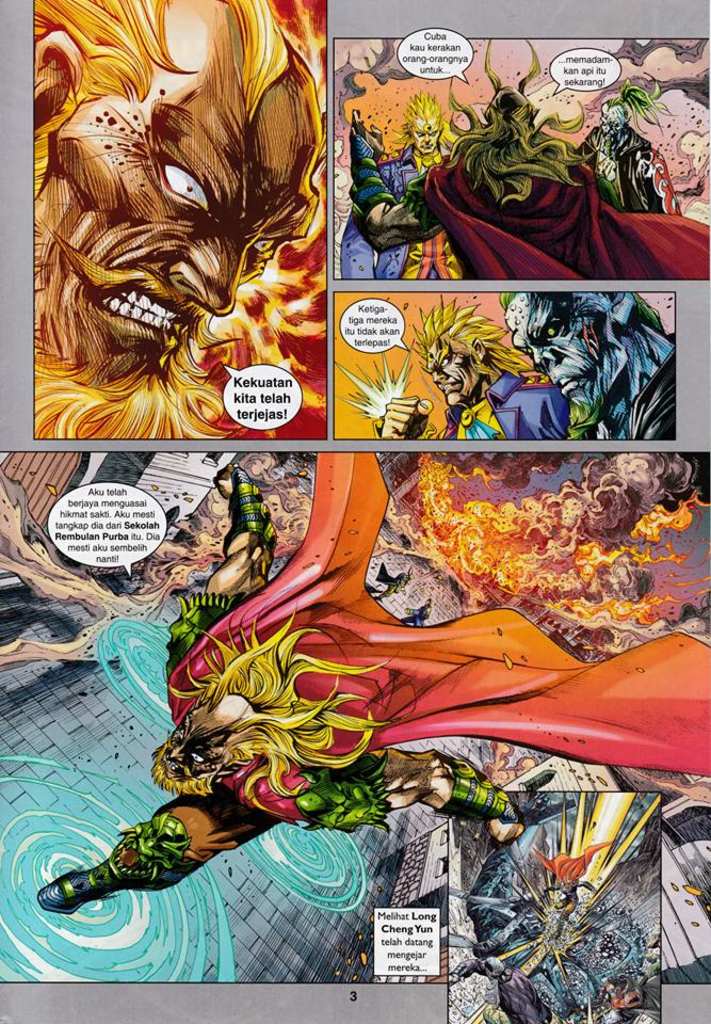 Kekuatan
kita telah
terjejas!
Cuba
kau kerakan
orang-orangnya
untuk...
...memadam-
kan api itu
sekarang!
Ketiga-
tiga mereka
itu tidak akan
terlepas!
Aku telah
berjaya menguasai
hikmat sakti. Aku mesti
tangkap dia dari Sekolah
Rembulan Purba itu. Dia
mesti aku sembelih
nanti!
Melihat Long
Cheng Yun
telah datang
mengejar
mereka...
3